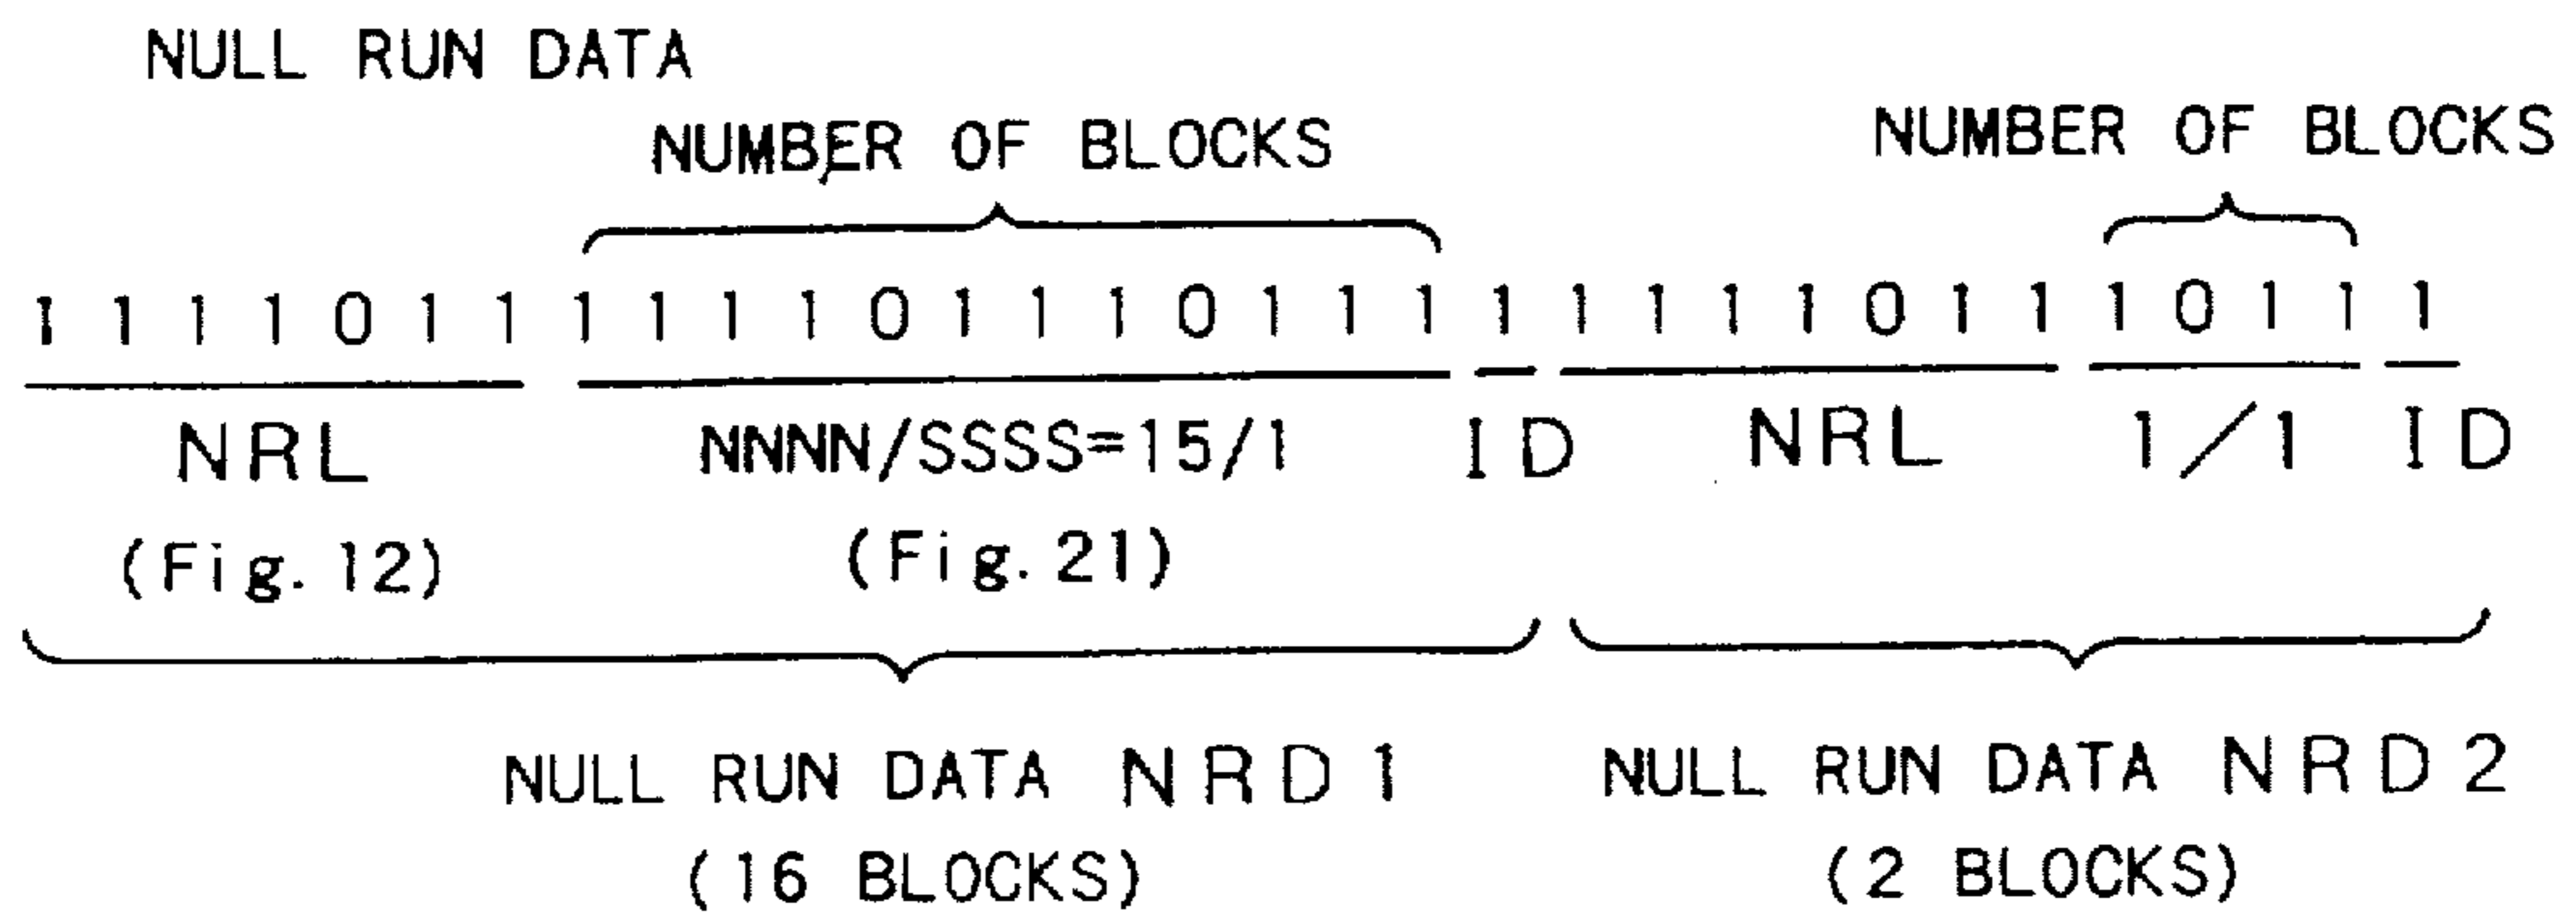 NULL RUN DATA
NUMBER OF BLOCKS NUMBER OF BLOCKS
1 1 1 1 0 1 1 1 1 1 1 0 1 1 1 0 1 1 1 1 1 1 1 1 0 1 1 1 0 1 1 1
NRL NNNN/SSSS=15/1 ID NRL 1/1 ID
(Fig. 12) (Fig. 21)
NULL RUN DATA NRD1 NULL RUN DATA NRD2
(16 BLOCKS) (2 BLOCKS)